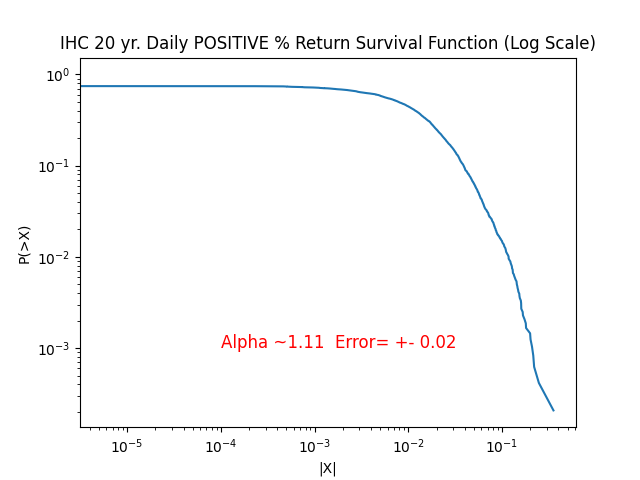 IHC 20 yr. Daily POSITIVE % Return Survival Function (Log Scale)
10⁰
10⁻¹
10⁻²
10⁻³
P(>X)
Alpha ~1.11  Error= +- 0.02
10⁻⁵ 10⁻⁴ 10⁻³ 10⁻² 10⁻¹
|X|